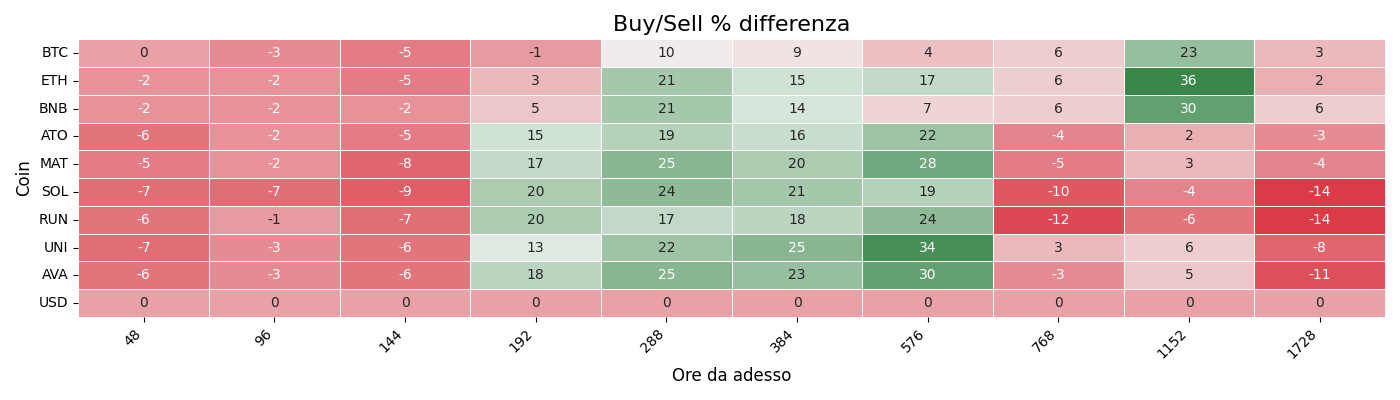 Buy/Sell % differenza
Coin
BTC 0 -3 -5 -1 10 9 4 6 23 3
ETH -2 -2 -5 3 21 15 17 6 36 2
BNB -2 -2 -2 5 21 14 7 6 30 6
ATO -6 -2 -5 15 19 16 22 -4 2 -3
MAT -5 -2 -8 17 25 20 28 -5 3 -4
SOL -7 -7 -9 20 24 21 19 -10 -4 -14
RUN -6 -1 -7 20 17 18 24 -12 -6 -14
UNI -7 -3 -6 13 22 25 34 3 6 -8
AVA -6 -3 -6 18 25 23 30 -3 5 -11
USD 0 0 0 0 0 0 0 0 0 0
48 96 144 192 288 384 576 768 1152 1728
Ore da adesso